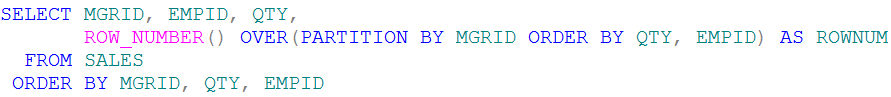 SELECT MGRID, EMPID, QTY,
ROW_NUMBER() OVER(PARTITION BY MGRID ORDER BY QTY, EMPID) AS ROWNUM
FROM SALES
ORDER BY MGRID, QTY, EMPID